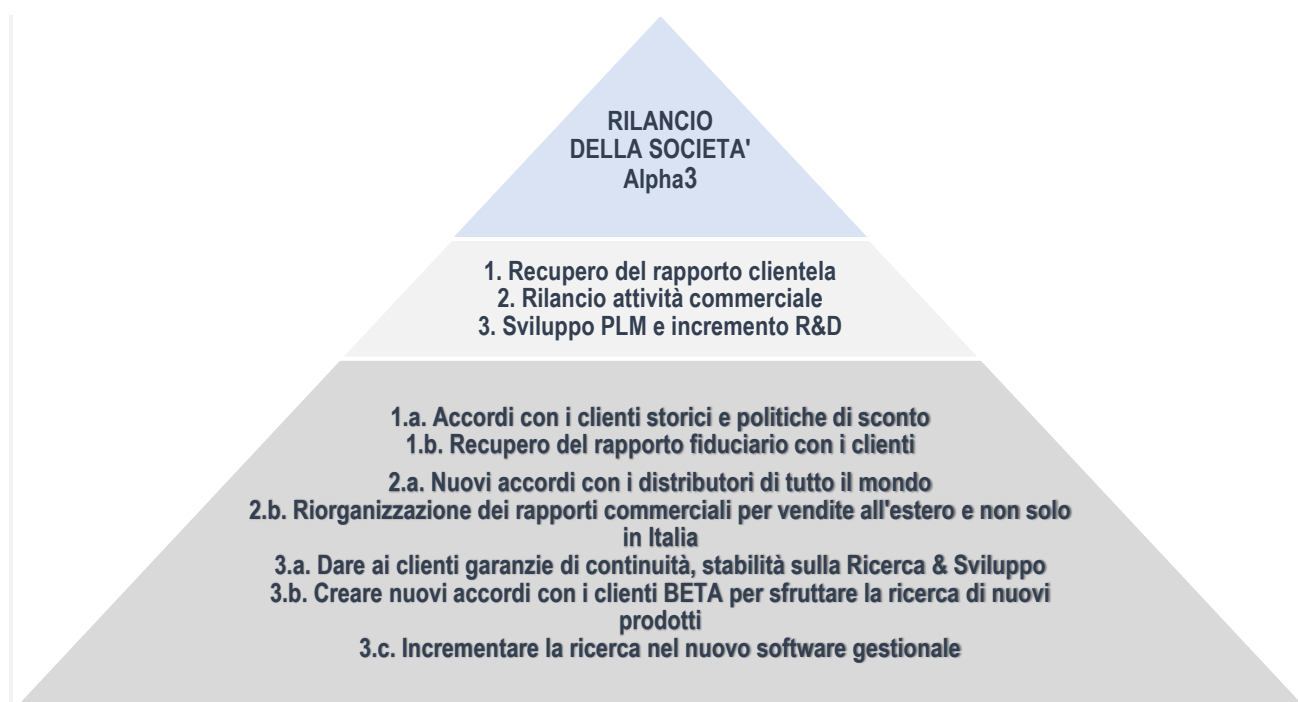 RILANCIO
DELLA SOCIETA'
Alpha3
1. Recupero del rapporto clientela
2. Rilancio attività commerciale
3. Sviluppo PLM e incremento R&D
1.a. Accordi con i clienti storici e politiche di sconto
1.b. Recupero del rapporto fiduciario con i clienti
2.a. Nuovi accordi con i distributori di tutto il mondo
2.b. Riorganizzazione dei rapporti commerciali per vendite all'estero e non solo
in Italia
3.a. Dare ai clienti garanzie di continuità, stabilità sulla Ricerca & Sviluppo
3.b. Creare nuovi accordi con i clienti BETA per sfruttare la ricerca di nuovi
prodotti
3.c. Incrementare la ricerca nel nuovo software gestionale